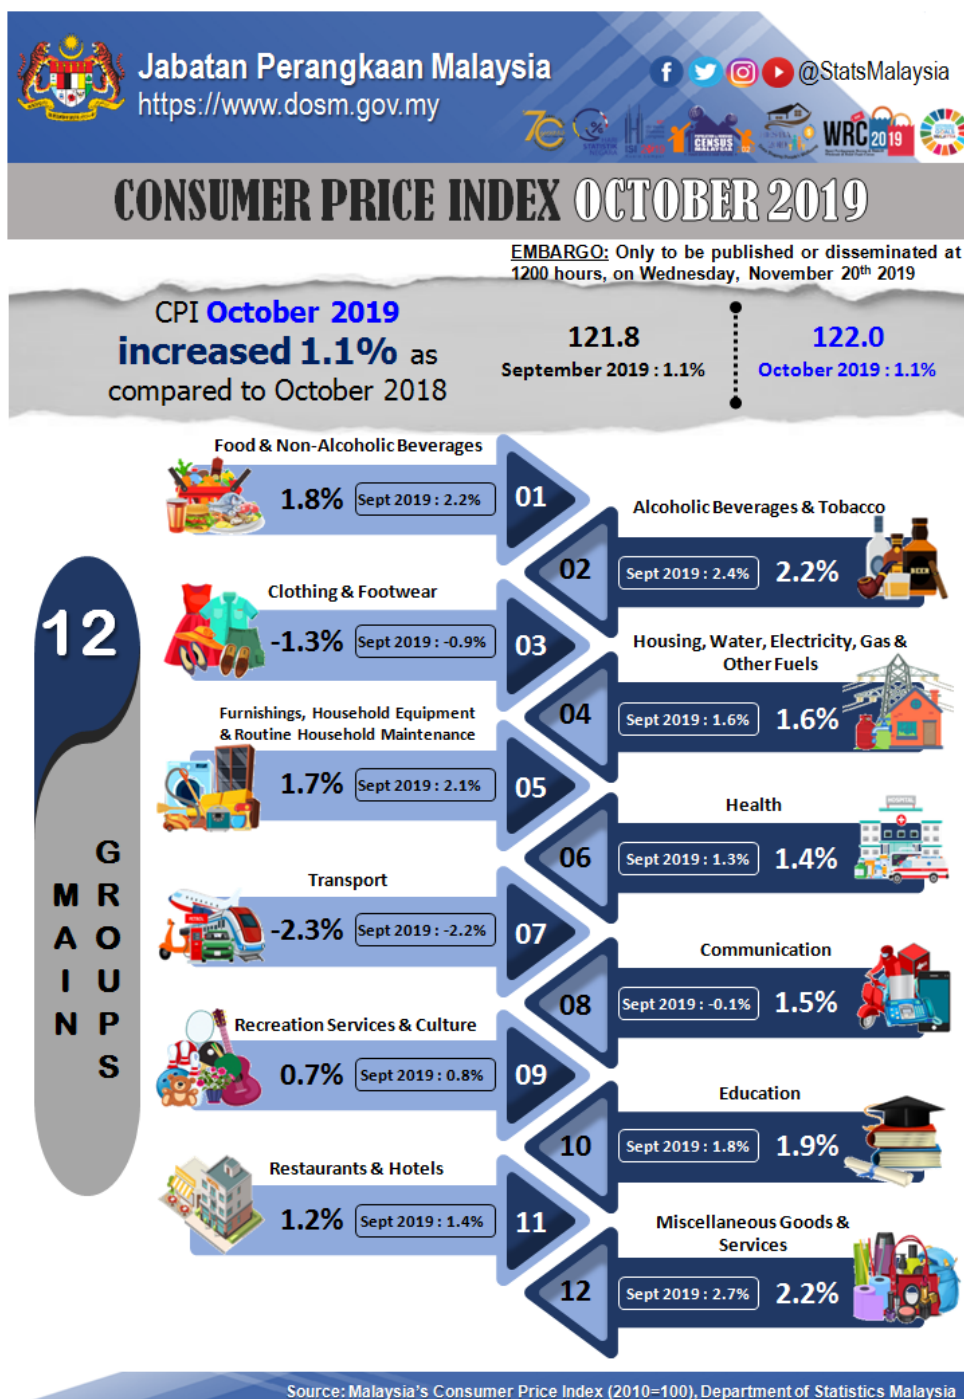 Jabatan Perangkaan Malaysia
https://www.dosm.gov.my
@StatsMalaysia
CENSUS
WRC 2019
CONSUMER PRICE INDEX OCTOBER 2019
EMBARGO: Only to be published or disseminated at
1200 hours, on Wednesday, November 20th 2019
CPI October 2019
increased 1.1% as
compared to October 2018
121.8
September 2019 : 1.1%
122.0
October 2019 : 1.1%
12
MAIN
GROUPS
Food & Non-Alcoholic Beverages
1.8% Sept 2019 : 2.2% 01
Alcoholic Beverages & Tobacco
02 Sept 2019 : 2.4% 2.2%
BEER
Clothing & Footwear
-1.3% Sept 2019 : -0.9% 03
Housing, Water, Electricity, Gas &
Other Fuels
04 Sept 2019 : 1.6% 1.6%
Furnishings, Household Equipment
& Routine Household Maintenance
1.7% Sept 2019 : 2.1% 05
Health
HOSPITAL
06 Sept 2019 : 1.3% 1.4%
Transport
-2.3% Sept 2019 : -2.2% 07
Communication
08 Sept 2019 : -0.1% 1.5%
Recreation Services & Culture
0.7% Sept 2019 : 0.8% 09
Education
10 Sept 2019 : 1.8% 1.9%
Restaurants & Hotels
1.2% Sept 2019 : 1.4% 11
Miscellaneous Goods &
Services
12 Sept 2019 : 2.7% 2.2%
Source: Malaysia's Consumer Price Index (2010=100), Department of Statistics Malaysia